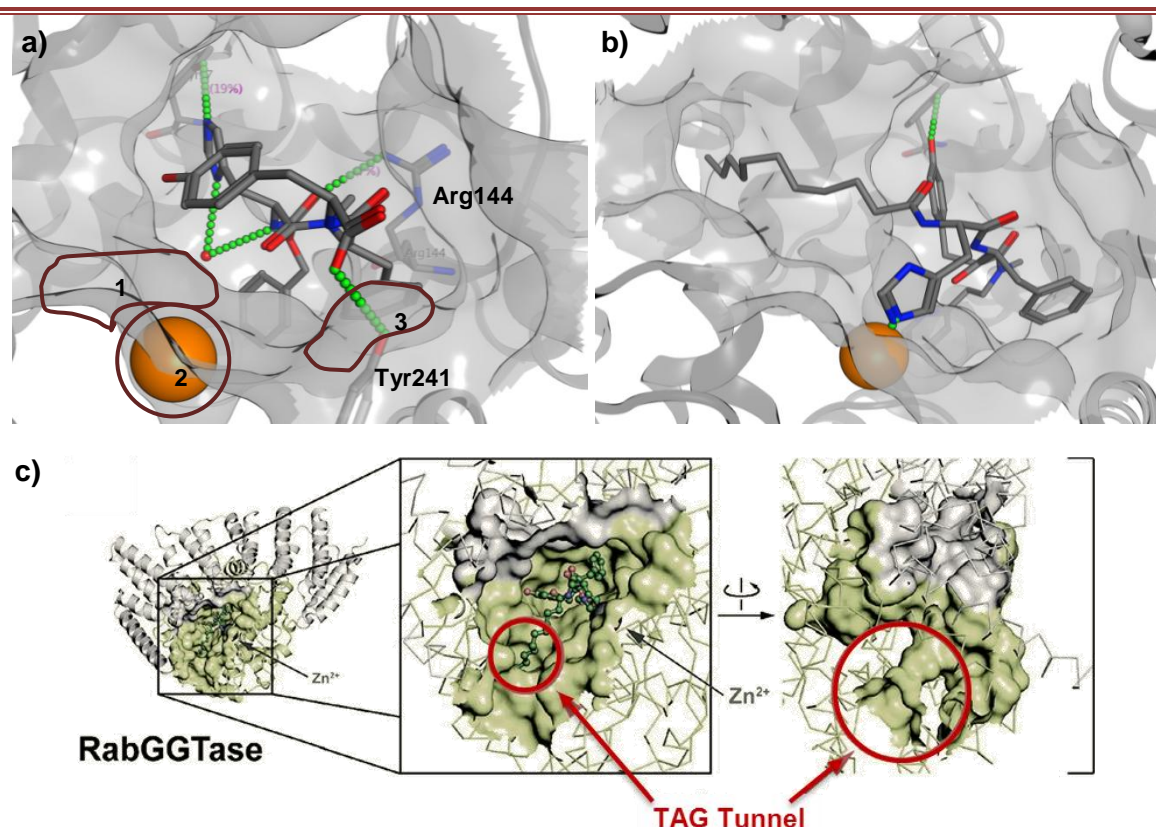 a)
b)
(19%)
Arg144
Arg144
1
3
2
Tyr241
c)
Zn²⁺
Zn²⁺
RabGGTase
TAG Tunnel